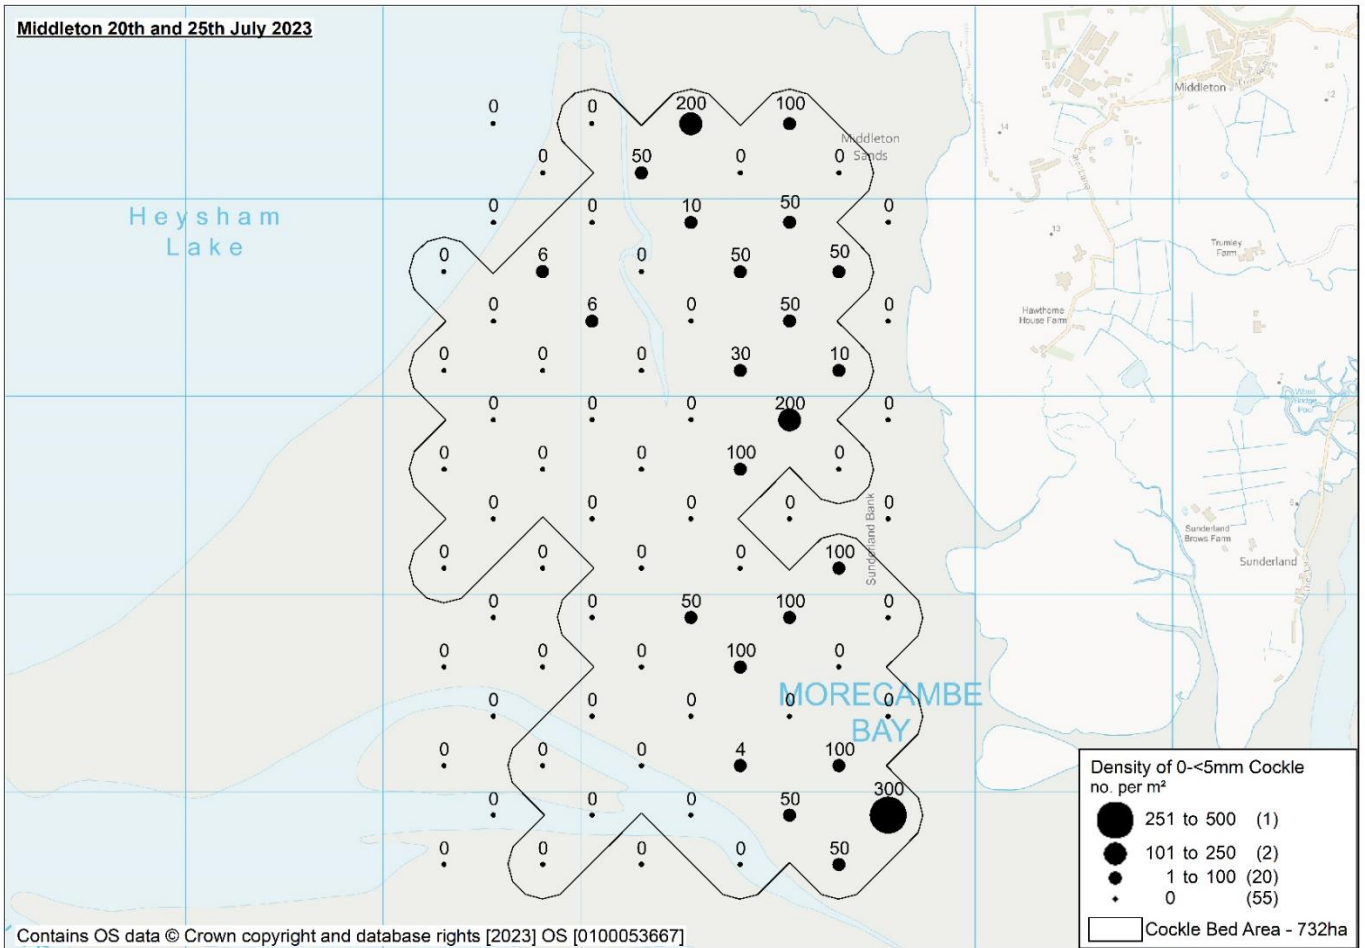 Middleton 20th and 25th July 2023
Middleton
12
0 0 200 100
14
Middleton
Sands
0 50 0 0
Heysham
Lake
0 0 10 50 0
13
Trumley
Farm
0 6 0 50 50
0 6 0 50 0
Hawthorne
House Farm
0 0 0 30 10
7
0 0 0 200 0
0 0 0 100 0
Sunderland Bank
0 0 0 0 0
6
Sunderland
Brows Farm
Sunderland
0 0 0 0 100
0 0 50 100 0
0 0 0 100 0
MORECAMBE
BAY
0 0 0 0 0
0 0 0 4 100
0 0 0 50 300
0 0 0 0 50
Density of 0-<5mm Cockle
no. per m²
251 to 500 (1)
101 to 250 (2)
1 to 100 (20)
0 (55)
Cockle Bed Area - 732ha
Contains OS data © Crown copyright and database rights [2023] OS [0100053667]